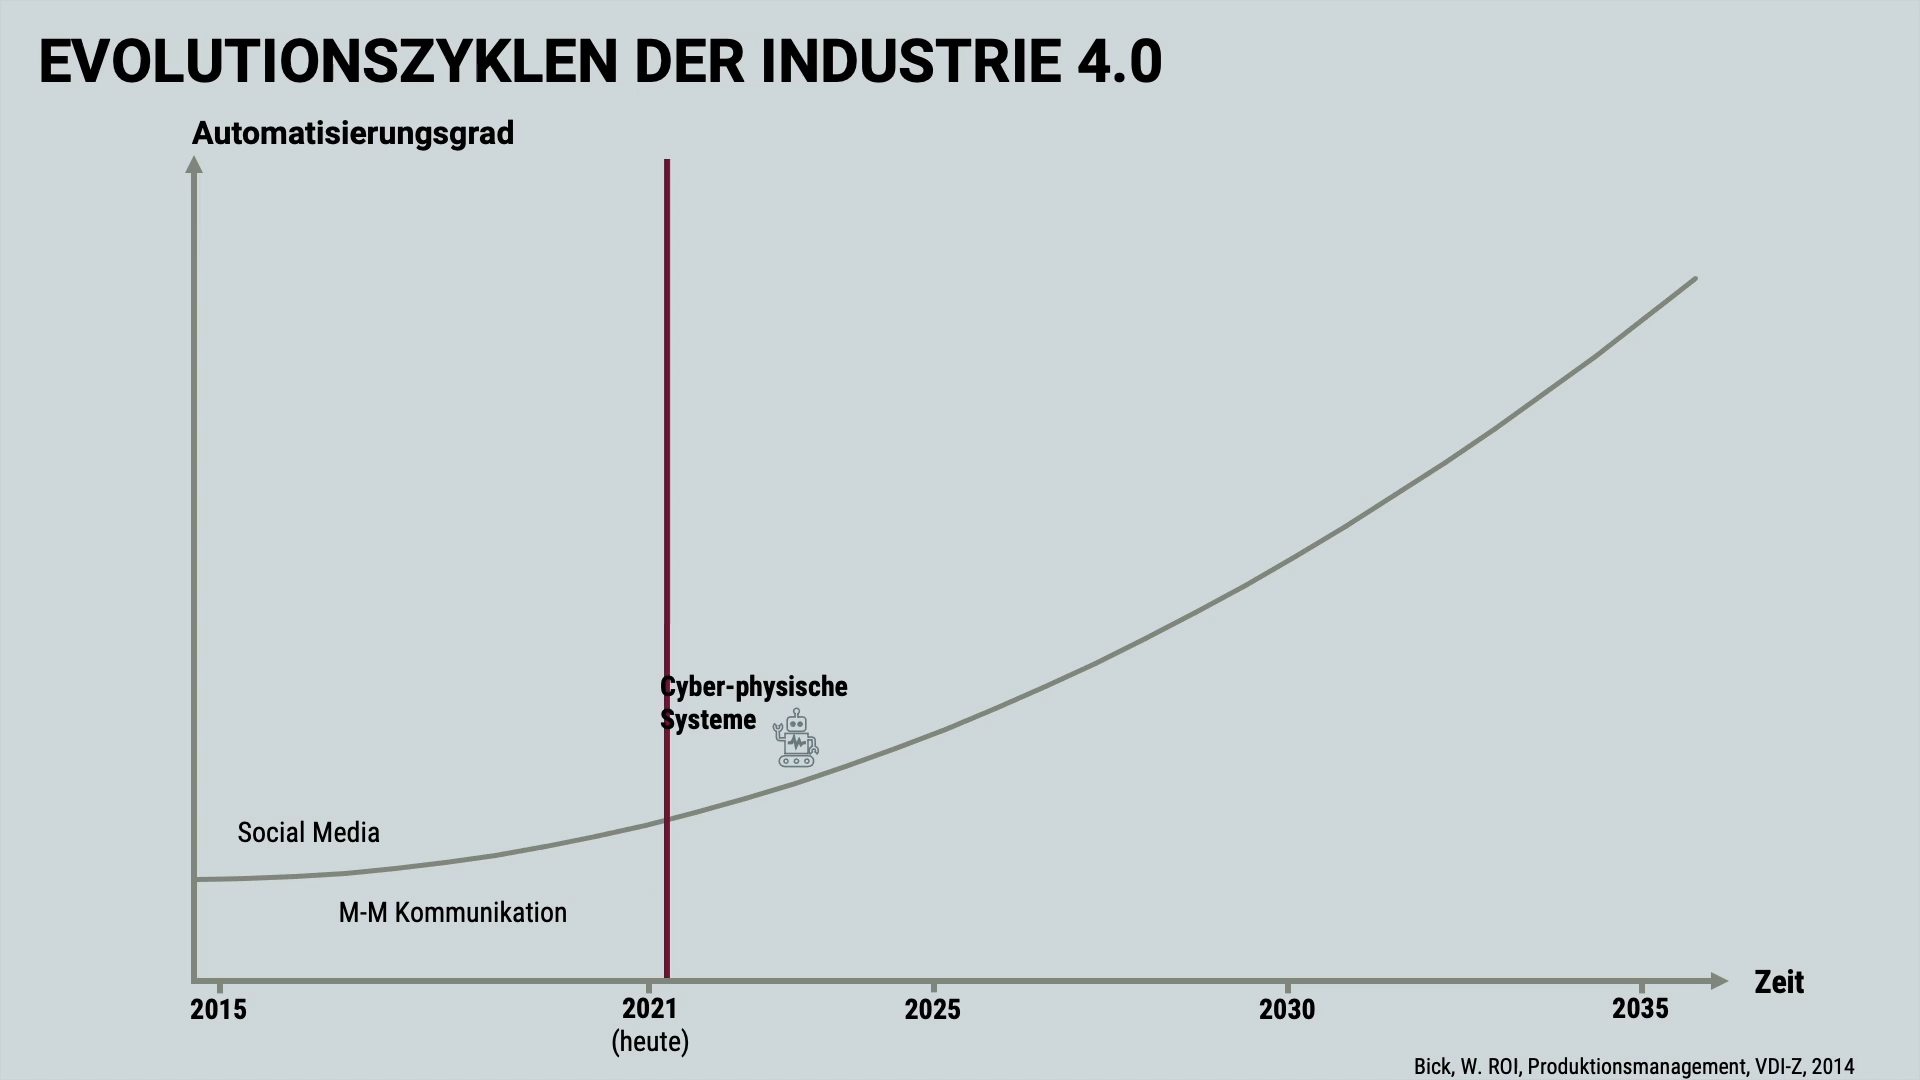 EVOLUTIONSZYKLEN DER INDUSTRIE 4.0
Automatisierungsgrad
Cyber-physische
Systeme
Social Media
M-M Kommunikation
Zeit
2015
2021
(heute)
2025
2030
2035
Bick, W. ROI, Produktionsmanagement, VDI-Z, 2014